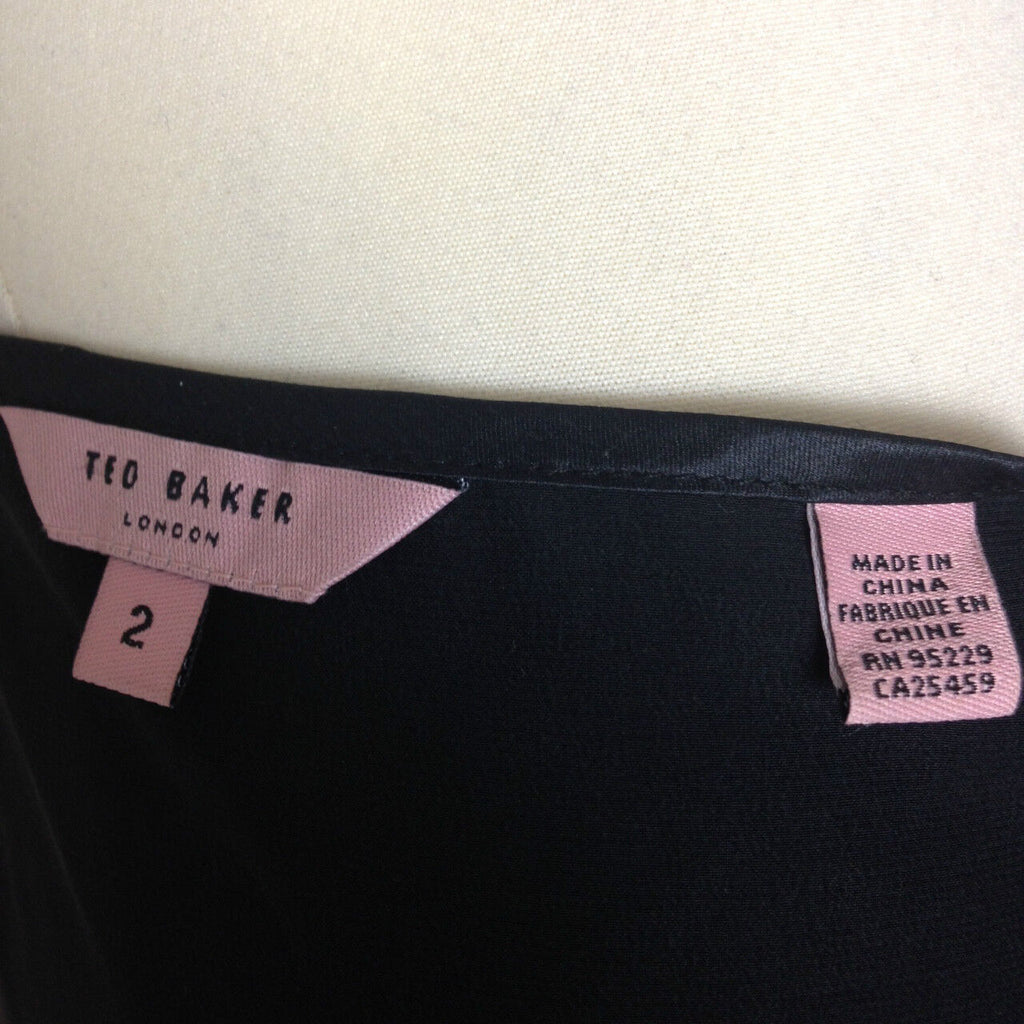 TED BAKER
LONDON
2
MADE IN
CHINA
FABRIQUE EN
CHINE
RN 95229
CA25459